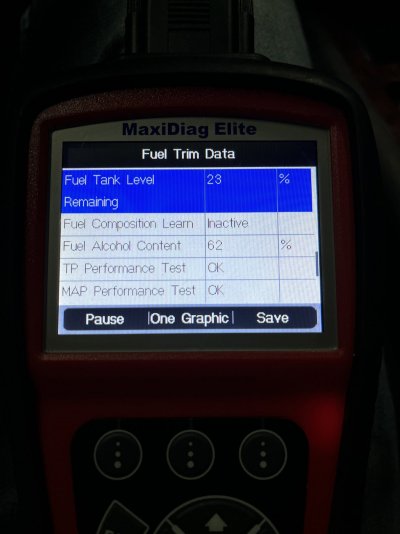 MaxiDiag Elite
Fuel Trim Data
Fuel Tank Level 23 %
Remaining
Fuel Composition Learn Inactive
Fuel Alcohol Content 62 %
TP Performance Test OK
MAP Performance Test OK
Pause One Graphic Save